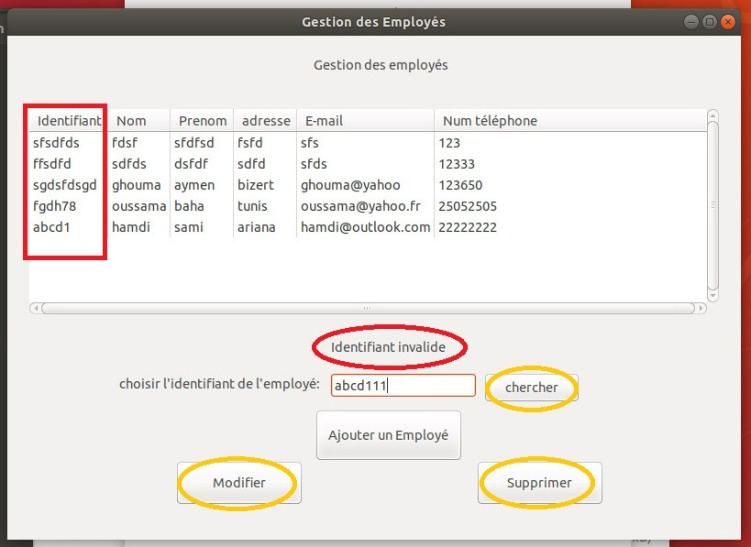 Gestion des Employés
Gestion des employés
Identifiant Nom Prenom adresse E-mail Num téléphone
sfsdfds fdsf sfdfsd fsfd sfs 123
ffsdfd sdfds dsfdf sdfd sfds 12333
sgdsfdsgd ghouma aymen bizert ghouma@yahoo 123650
fgdh78 oussama baha tunis oussama@yahoo.fr 25052505
abcd1 hamdi sami ariana hamdi@outlook.com 22222222
Identifiant invalide
choisir l'identifiant de l'employé: abcd111 chercher
Ajouter un Employé
Modifier Supprimer